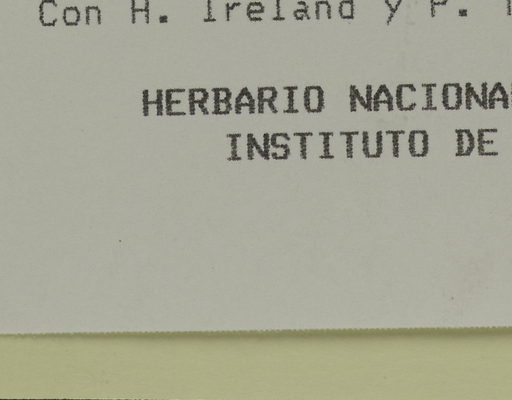 Con H. Ireland y P.
HERBARIO NACIONA
INSTITUTO DE